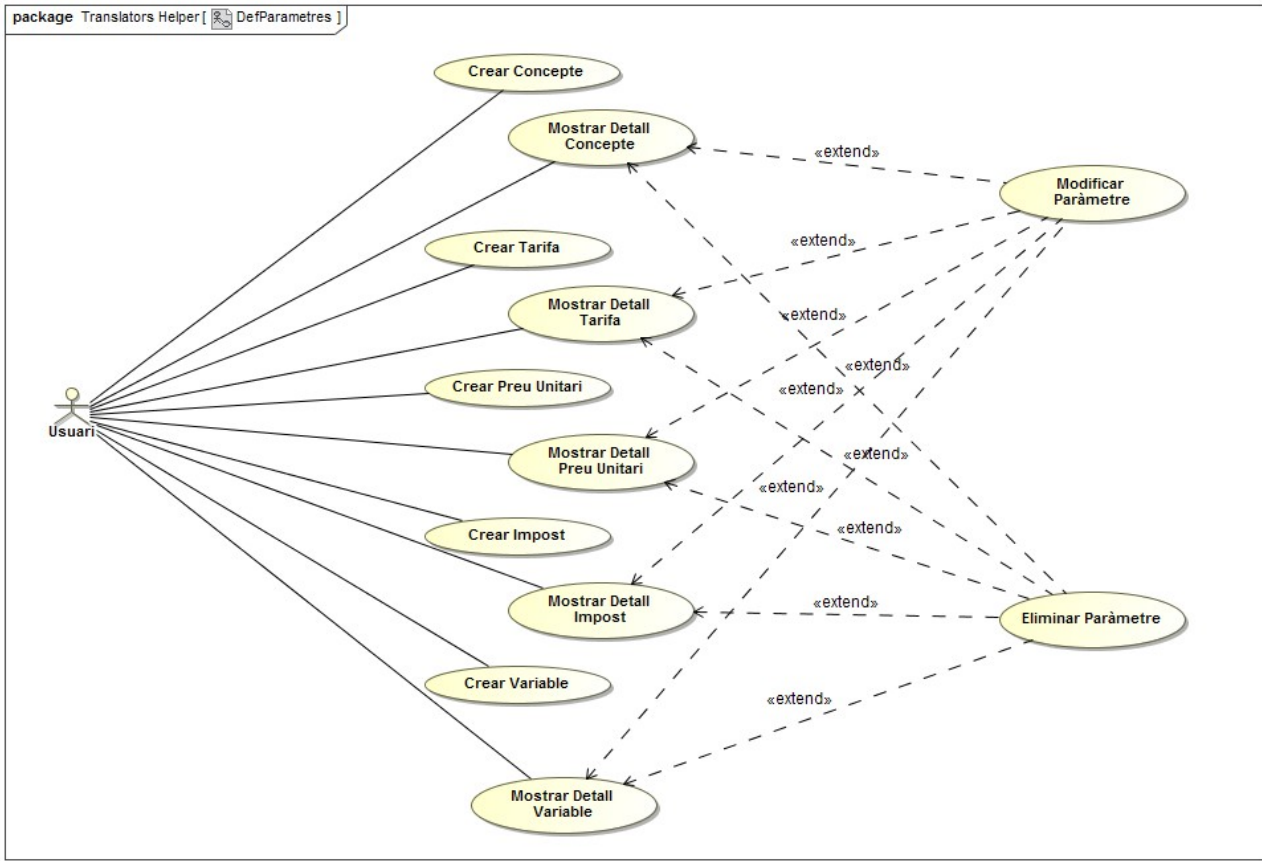 package Translators Helper [ DefParametres ]
Crear Concepte
Mostrar Detall
Concepte
«extend»
Modificar
Paràmetre
Crear Tarifa
«extend»
Mostrar Detall
Tarifa
«extend»
«extend»
Crear Preu Unitari
«extend»
Usuari
Mostrar Detall
Preu Unitari
«extend»
«extend»
Crear Impost
«extend»
Mostrar Detall
Impost
«extend»
Eliminar Paràmetre
Crear Variable
«extend»
Mostrar Detall
Variable